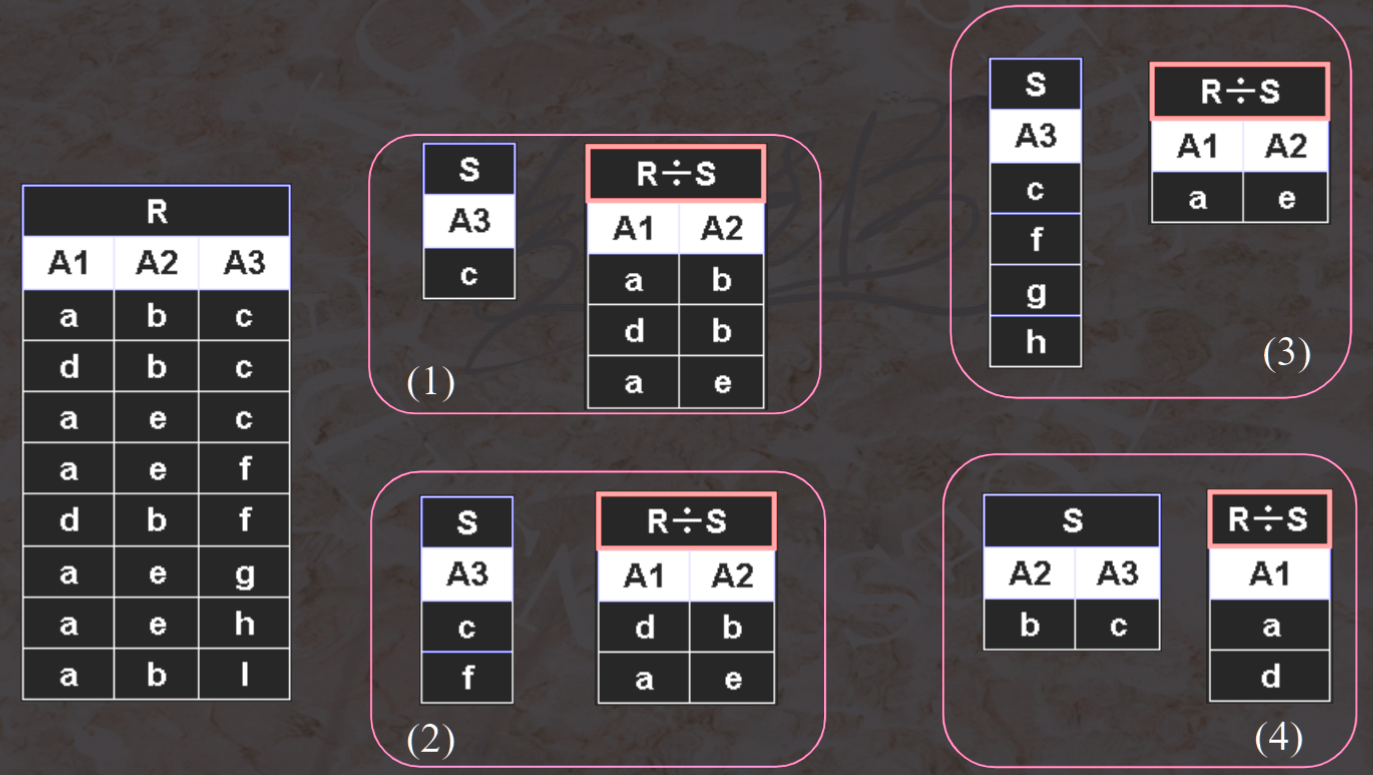 R
A1 A2 A3
a b c
d b c
a e c
a e f
d b f
a e g
a e h
a b l
S
A3
c
R÷S
A1 A2
a b
d b
a e
(1)
S
A3
c
f
R÷S
A1 A2
d b
a e
(2)
S
A3
c
f
g
h
R÷S
A1 A2
a e
(3)
S
A2 A3
b c
R÷S
A1
a
d
(4)